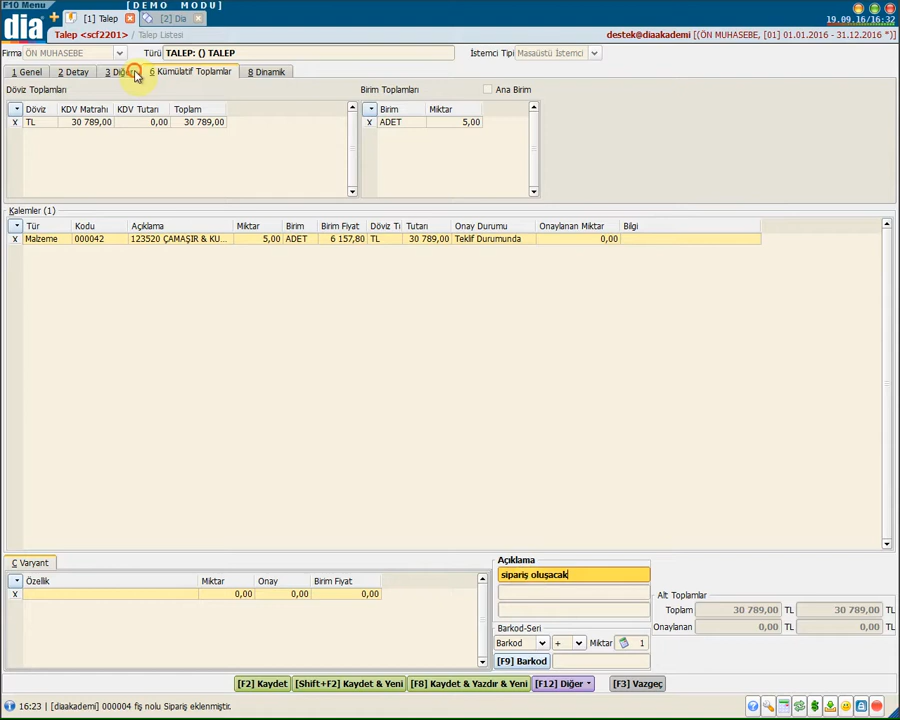 F10 Menu
[ D E M O   M O D U ]
dia
[1] Talep
[2] Dia
19.09.16/16:32
Talep <scf2201>
Talep Listesi
destek@diaakademi [(ÖN MUHASEBE, [01] 01.01.2016 - 31.12.2016 *)]
Firma ÖN MUHASEBE Türü TALEP: () TALEP İstemci Tipi Masaüstü İstemci
1 Genel 2 Detay 6 Kümülatif Toplamlar 8 Dinamik
Döviz Toplamları Birim Toplamları Ana Birim
Döviz KDV Matrahı KDV Tutarı Toplam Birim Miktar
X TL 30 789,00 0,00 30 789,00 X ADET 5,00
Kalemler (1)
Tür Kodu Açıklama Miktar Birim Birim Fiyat Döviz Ti Tutarı Onay Durumu Onaylanan Miktar Bilgi
X Malzeme 000042 123520 ÇAMAŞIR & KU... 5,00 ADET 6 157,80 TL 30 789,00 Teklif Durumunda 0,00
C Varyant
Özellik Miktar Onay Birim Fiyat
X 0,00 0,00 0,00
Açıklama
sipariş oluşacak
Barkod-Seri
Barkod + Miktar 1
[F9] Barkod
Alt Toplamlar
Toplam 30 789,00 TL 30 789,00 TL
Onaylanan 0,00 TL 0,00 TL
[F2] Kaydet [Shift+F2] Kaydet & Yeni [F8] Kaydet & Yazdır & Yeni [F12] Diğer [F3] Vazgeç
16:23 | [diaakademi] 000004 fiş nolu Sipariş eklenmiştir.